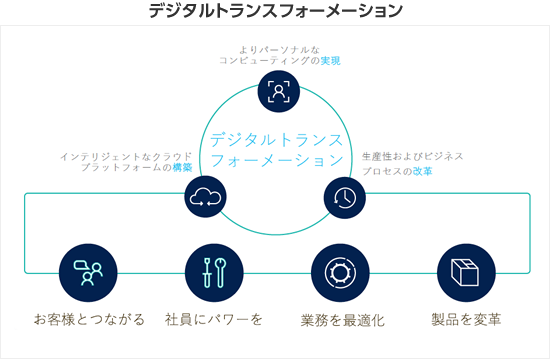 デジタルトランスフォーメーション
よりパーソナルな
コンピューティングの実現
デジタルトランス
フォーメーション
インテリジェントなクラウド
プラットフォームの構築
生産性およびビジネス
プロセスの改革
お客様とつながる
社員にパワーを
業務を最適化
製品を変革